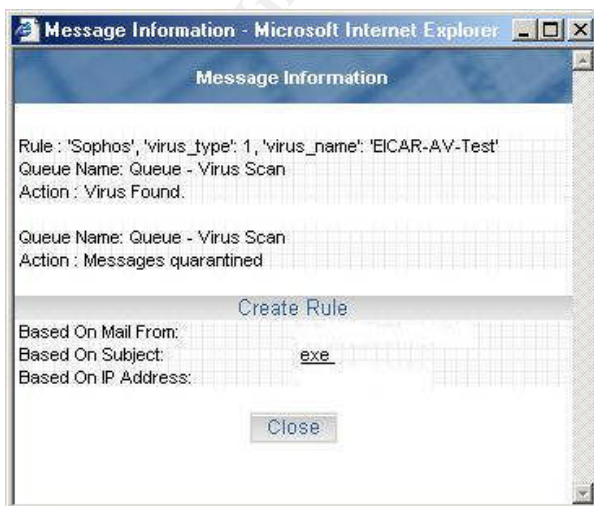 Message Information - Microsoft Internet Explorer
Message Information
Rule : 'Sophos', 'virus_type': 1, 'virus_name': 'EICAR-AV-Test'
Queue Name: Queue - Virus Scan
Action : Virus Found.
Queue Name: Queue - Virus Scan
Action : Messages quarantined
Create Rule
Based On Mail From:
Based On Subject: exe
Based On IP Address:
Close